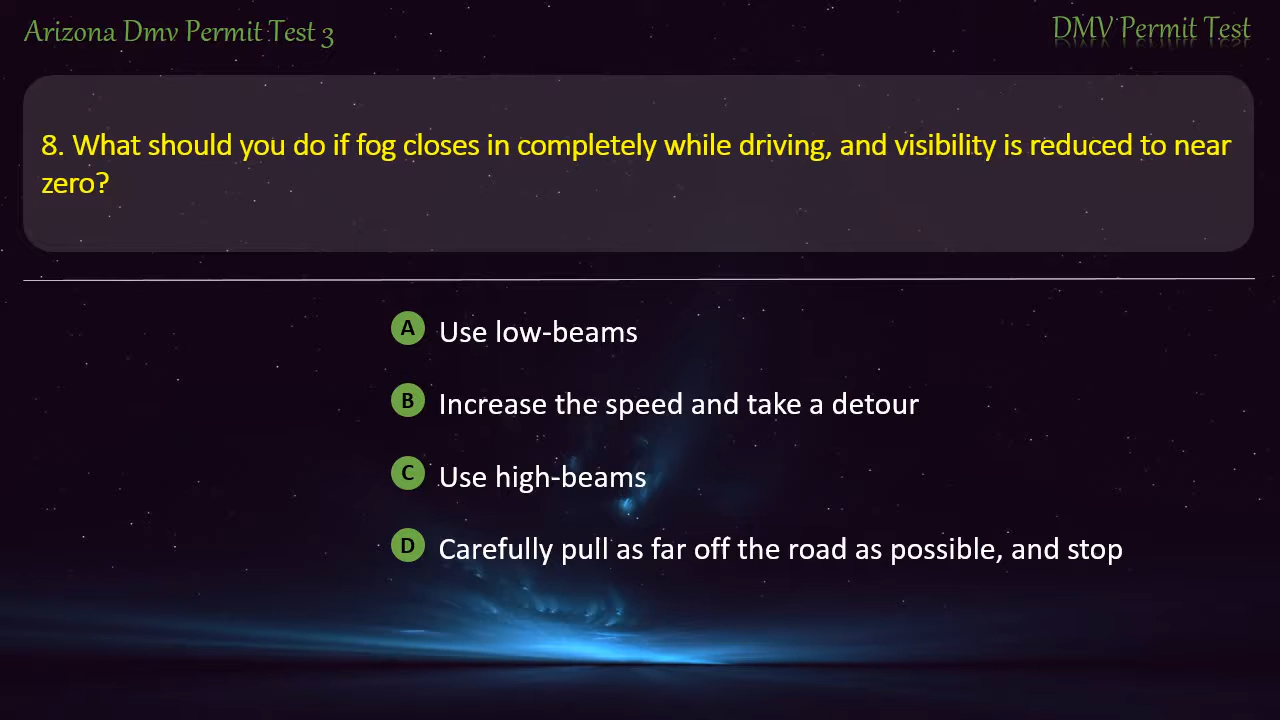 Arizona Dmv Permit Test 3
DMV Permit Test
8. What should you do if fog closes in completely while driving, and visibility is reduced to near
zero?
A Use low-beams
B Increase the speed and take a detour
C Use high-beams
D Carefully pull as far off the road as possible, and stop